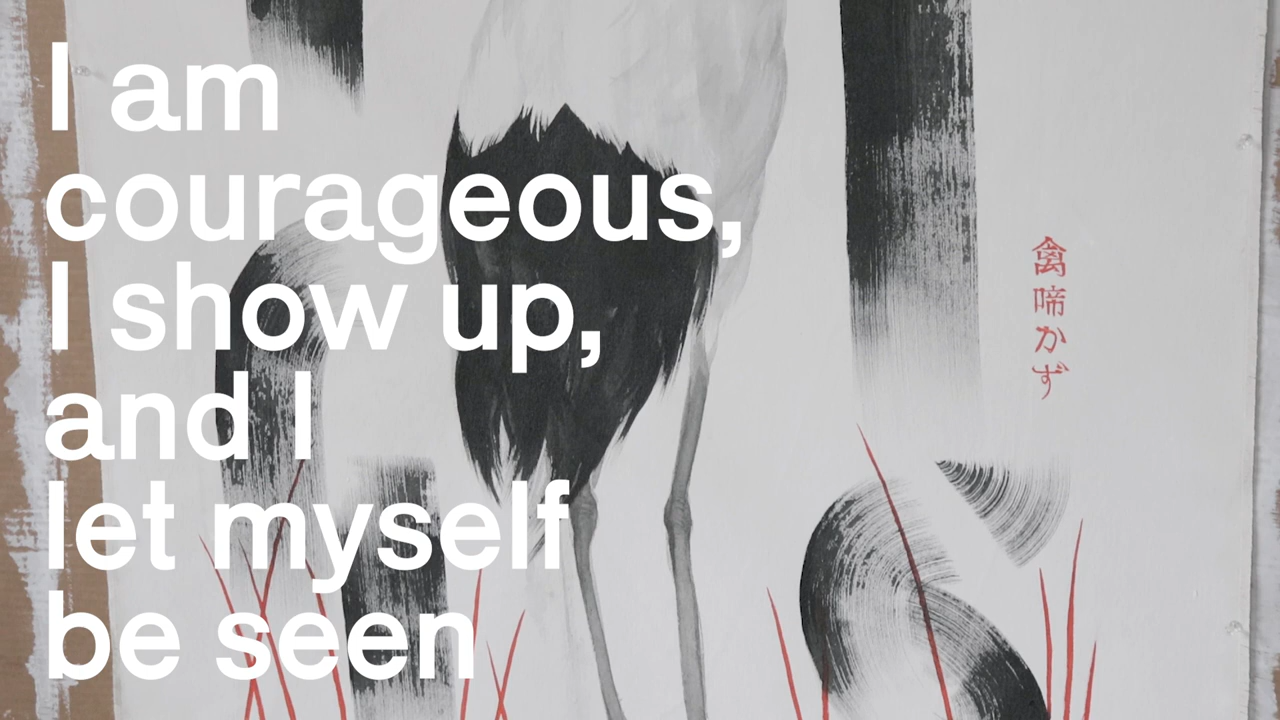 I am
courageous,
I show up,
and I
let myself
be seen
禽啼かず